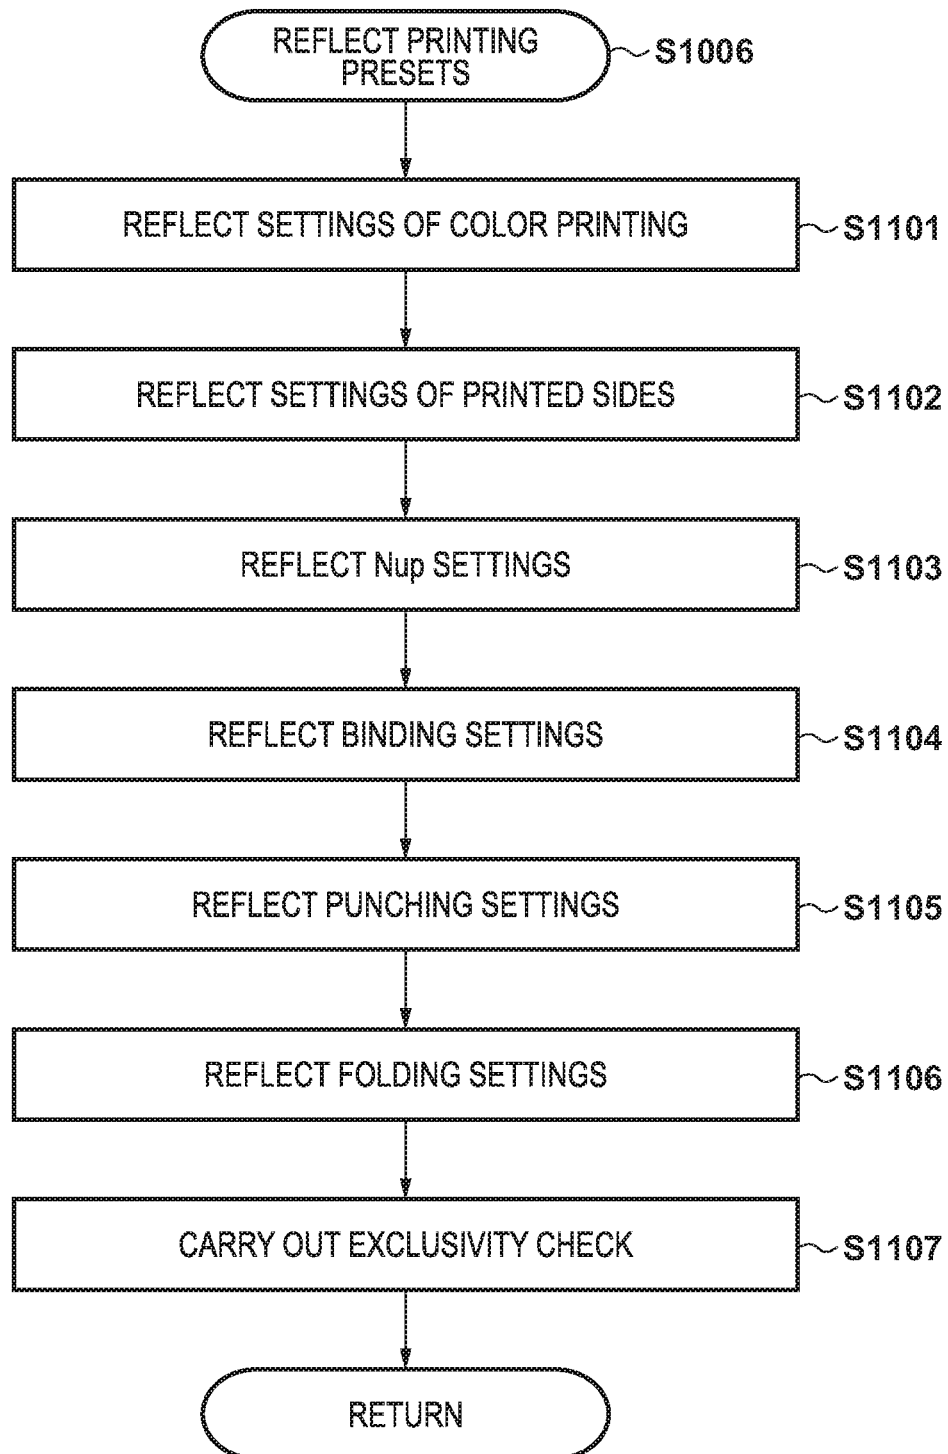 REFLECT PRINTING
PRESETS
S1006
REFLECT SETTINGS OF COLOR PRINTING
S1101
REFLECT SETTINGS OF PRINTED SIDES
S1102
REFLECT Nup SETTINGS
S1103
REFLECT BINDING SETTINGS
S1104
REFLECT PUNCHING SETTINGS
S1105
REFLECT FOLDING SETTINGS
S1106
CARRY OUT EXCLUSIVITY CHECK
S1107
RETURN